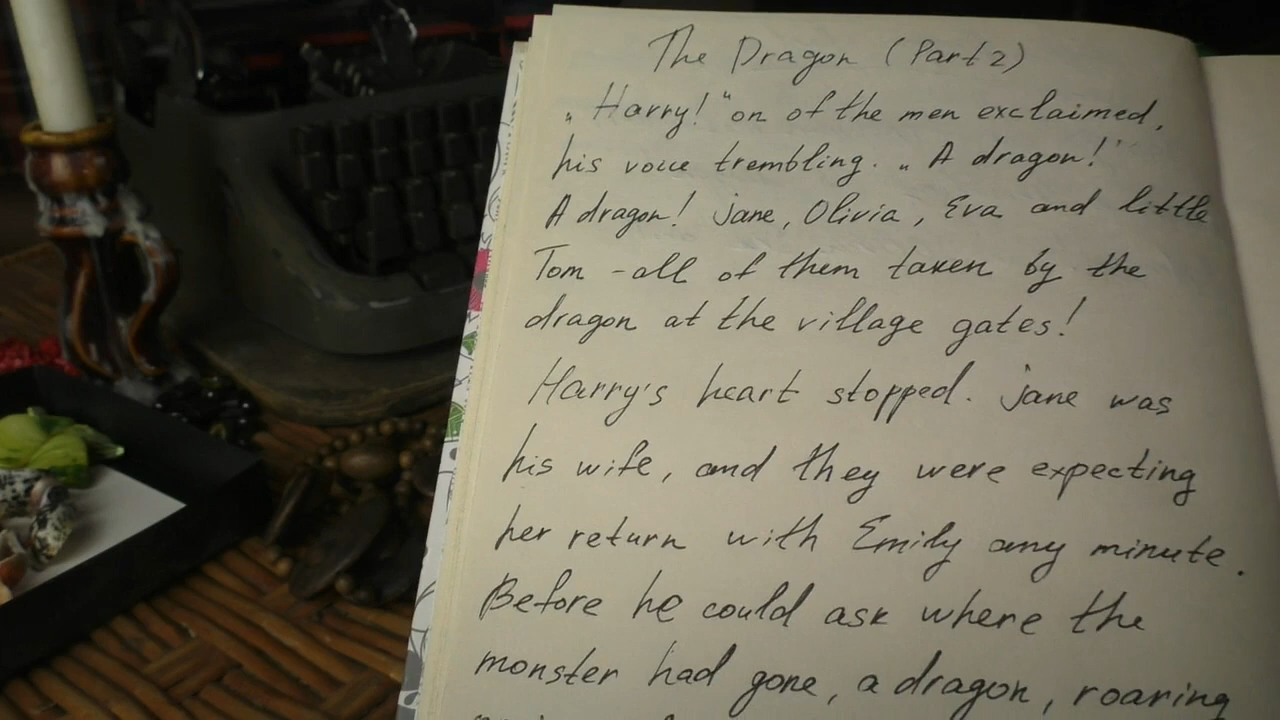 The Dragon (Part 2)
„Harry!“ on of the men exclaimed,
his voice trembling. „A dragon!
A dragon! Jane, Olivia, Eva and little
Tom - all of them taken by the
dragon at the village gates!
Harry's heart stopped. Jane was
his wife, and they were expecting
her return with Emily any minute.
Before he could ask where the
monster had gone, a dragon, roaring